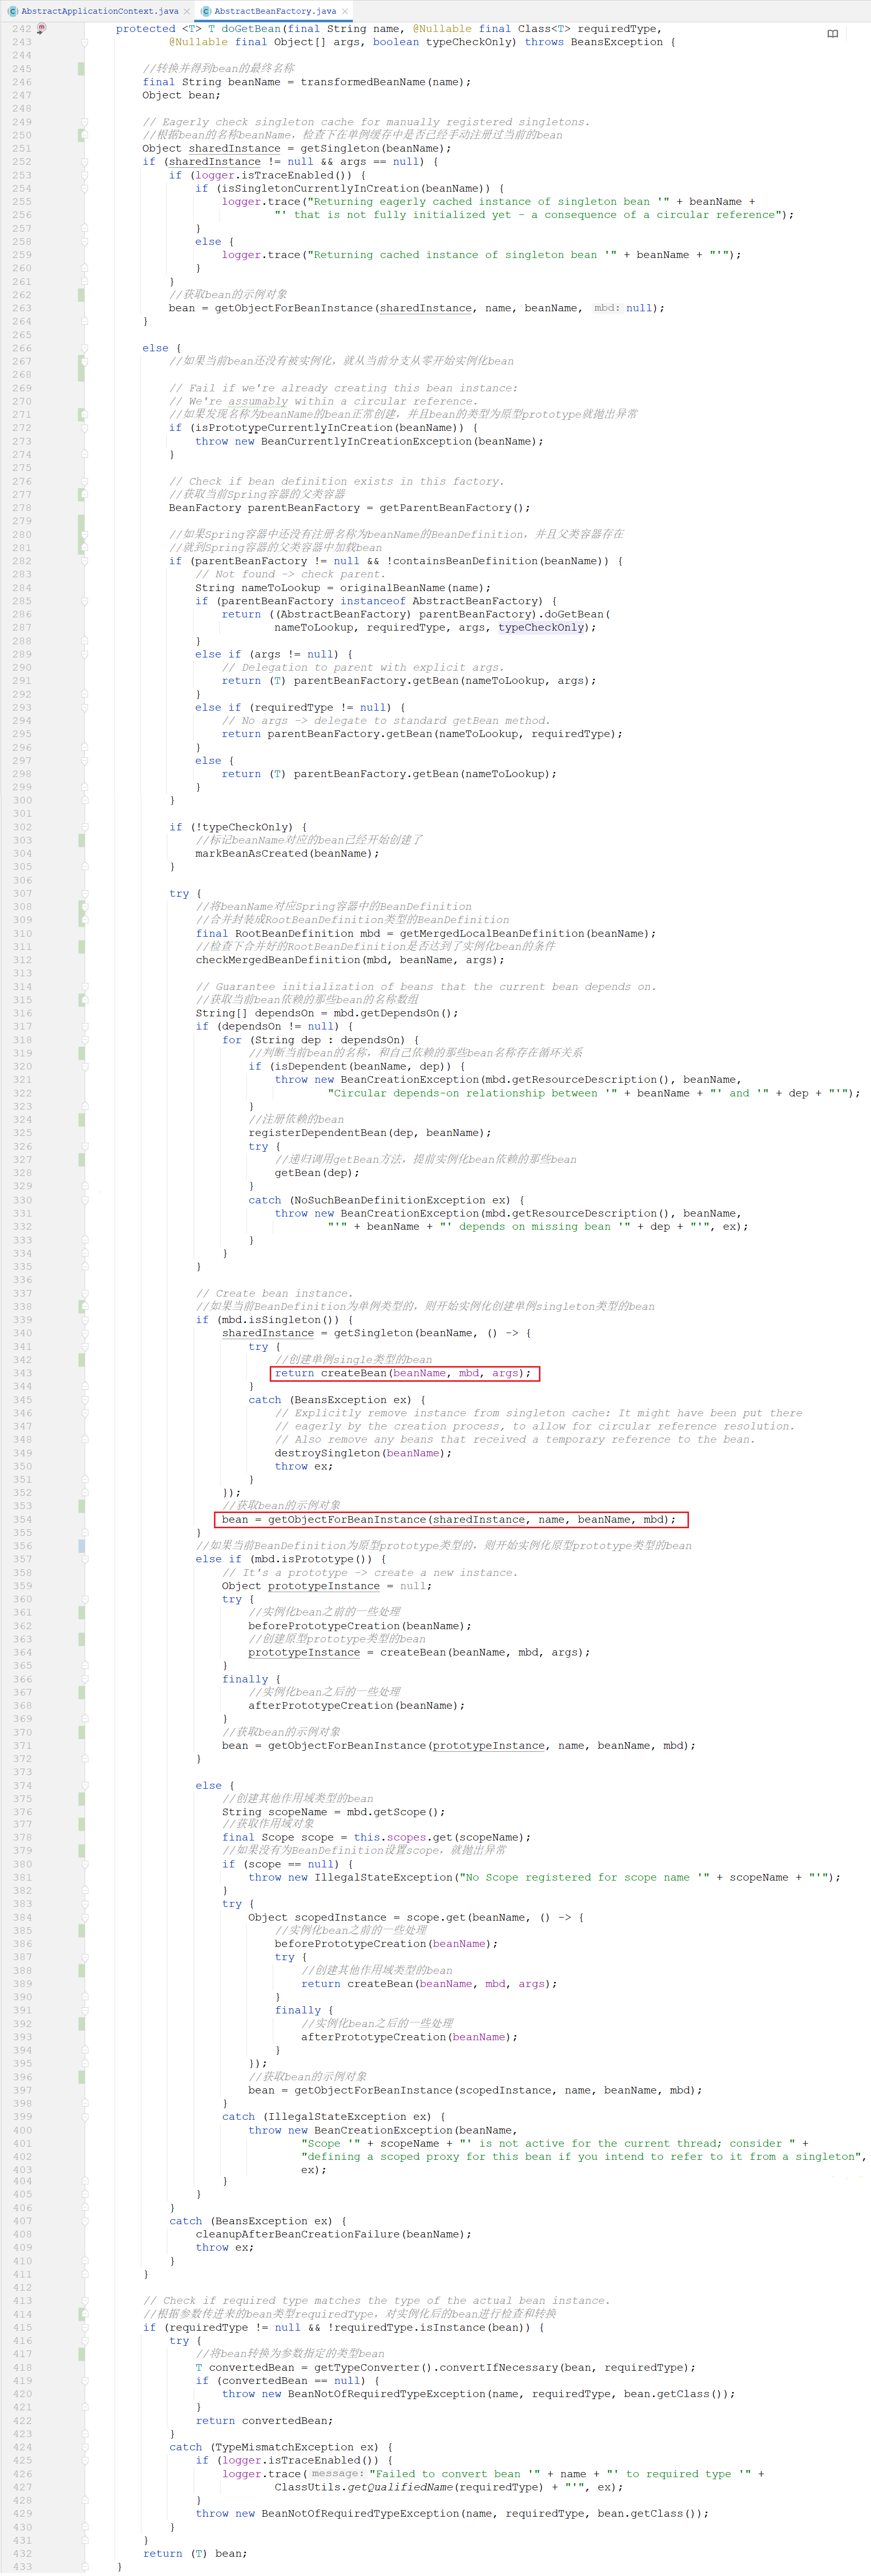 AbstractApplicationContext.java AbstractBeanFactory.java
242 protected <T> T doGetBean(final String name, @Nullable final Class<T> requiredType,
243 @Nullable final Object[] args, boolean typeCheckOnly) throws BeansException {
244
245 //转换并得到bean的最终名称
246 final String beanName = transformedBeanName(name);
247 Object bean;
248
249 // Eagerly check singleton cache for manually registered singletons.
250 //根据bean的名称beanName，检查下在单例缓存中是否已经手动注册过当前的bean
251 Object sharedInstance = getSingleton(beanName);
252 if (sharedInstance != null && args == null) {
253 if (logger.isTraceEnabled()) {
254 if (isSingletonCurrentlyInCreation(beanName)) {
255 logger.trace("Returning eagerly cached instance of singleton bean '" + beanName +
256 "' that is not fully initialized yet - a consequence of a circular reference");
257 }
258 else {
259 logger.trace("Returning cached instance of singleton bean '" + beanName + "'");
260 }
261 }
262 //获取bean的示例对象
263 bean = getObjectForBeanInstance(sharedInstance, name, beanName, mbd: null);
264 }
265
266 else {
267 //如果当前bean还没有被实例化，就从当前分支从零开始实例化bean
268
269 // Fail if we're already creating this bean instance:
270 // We're assumably within a circular reference.
271 //如果发现名称为beanName的bean正常创建，并且bean的类型为原型prototype就抛出异常
272 if (isPrototypeCurrentlyInCreation(beanName)) {
273 throw new BeanCurrentlyInCreationException(beanName);
274 }
275
276 // Check if bean definition exists in this factory.
277 //获取当前Spring容器的父类容器
278 BeanFactory parentBeanFactory = getParentBeanFactory();
279
280 //如果Spring容器中还没有注册名称为beanName的BeanDefinition，并且父类容器存在
281 //就到Spring容器的父类容器中加载bean
282 if (parentBeanFactory != null && !containsBeanDefinition(beanName)) {
283 // Not found -> check parent.
284 String nameToLookup = originalBeanName(name);
285 if (parentBeanFactory instanceof AbstractBeanFactory) {
286 return ((AbstractBeanFactory) parentBeanFactory).doGetBean(
287 nameToLookup, requiredType, args, typeCheckOnly);
288 }
289 else if (args != null) {
290 // Delegation to parent with explicit args.
291 return (T) parentBeanFactory.getBean(nameToLookup, args);
292 }
293 else if (requiredType != null) {
294 // No args -> delegate to standard getBean method.
295 return parentBeanFactory.getBean(nameToLookup, requiredType);
296 }
297 else {
298 return (T) parentBeanFactory.getBean(nameToLookup);
299 }
300 }
301
302 if (!typeCheckOnly) {
303 //标记beanName对应的bean已经开始创建了
304 markBeanAsCreated(beanName);
305 }
306
307 try {
308 //将beanName对应Spring容器中的BeanDefinition
309 //合并封装成RootBeanDefinition类型的BeanDefinition
310 final RootBeanDefinition mbd = getMergedLocalBeanDefinition(beanName);
311 //检查下合并好的RootBeanDefinition是否达到了实例化bean的条件
312 checkMergedBeanDefinition(mbd, beanName, args);
313
314 // Guarantee initialization of beans that the current bean depends on.
315 //获取当前bean依赖的那些bean的名称数组
316 String[] dependsOn = mbd.getDependsOn();
317 if (dependsOn != null) {
318 for (String dep : dependsOn) {
319 //判断当前bean的名称，和自己依赖的那些bean名称存在循环关系
320 if (isDependent(beanName, dep)) {
321 throw new BeanCreationException(mbd.getResourceDescription(), beanName,
322 "Circular depends-on relationship between '" + beanName + "' and '" + dep + "'");
323 }
324 //注册依赖的bean
325 registerDependentBean(dep, beanName);
326 try {
327 //递归调用getBean方法，提前实例化bean依赖的那些bean
328 getBean(dep);
329 }
330 catch (NoSuchBeanDefinitionException ex) {
331 throw new BeanCreationException(mbd.getResourceDescription(), beanName,
332 "'" + beanName + "' depends on missing bean '" + dep + "'", ex);
333 }
334 }
335 }
336
337 // Create bean instance.
338 //如果当前BeanDefinition为单例类型的，则开始实例化创建单例singleton类型的bean
339 if (mbd.isSingleton()) {
340 sharedInstance = getSingleton(beanName, () -> {
341 try {
342 //创建单例single类型的bean
343 return createBean(beanName, mbd, args);
344 }
345 catch (BeansException ex) {
346 // Explicitly remove instance from singleton cache: It might have been put there
347 // eagerly by the creation process, to allow for circular reference resolution.
348 // Also remove any beans that received a temporary reference to the bean.
349 destroySingleton(beanName);
350 throw ex;
351 }
352 });
353 //获取bean的示例对象
354 bean = getObjectForBeanInstance(sharedInstance, name, beanName, mbd);
355 }
356 //如果当前BeanDefinition为原型prototype类型的，则开始实例化原型prototype类型的bean
357 else if (mbd.isPrototype()) {
358 // It's a prototype -> create a new instance.
359 Object prototypeInstance = null;
360 try {
361 //实例化bean之前的一些处理
362 beforePrototypeCreation(beanName);
363 //创建原型prototype类型的bean
364 prototypeInstance = createBean(beanName, mbd, args);
365 }
366 finally {
367 //实例化bean之后的一些处理
368 afterPrototypeCreation(beanName);
369 }
370 //获取bean的示例对象
371 bean = getObjectForBeanInstance(prototypeInstance, name, beanName, mbd);
372 }
373
374 else {
375 //创建其他作用域类型的bean
376 String scopeName = mbd.getScope();
377 //获取作用域对象
378 final Scope scope = this.scopes.get(scopeName);
379 //如果没有为BeanDefinition设置scope，就抛出异常
380 if (scope == null) {
381 throw new IllegalStateException("No Scope registered for scope name '" + scopeName + "'");
382 }
383 try {
384 Object scopedInstance = scope.get(beanName, () -> {
385 //实例化bean之前的一些处理
386 beforePrototypeCreation(beanName);
387 try {
388 //创建其他作用域类型的bean
389 return createBean(beanName, mbd, args);
390 }
391 finally {
392 //实例化bean之后的一些处理
393 afterPrototypeCreation(beanName);
394 }
395 });
396 //获取bean的示例对象
397 bean = getObjectForBeanInstance(scopedInstance, name, beanName, mbd);
398 }
399 catch (IllegalStateException ex) {
400 throw new BeanCreationException(beanName,
401 "Scope '" + scopeName + "' is not active for the current thread; consider " +
402 "defining a scoped proxy for this bean if you intend to refer to it from a singleton",
403 ex);
404 }
405 }
406 }
407 catch (BeansException ex) {
408 cleanupAfterBeanCreationFailure(beanName);
409 throw ex;
410 }
411 }
412
413 // Check if required type matches the type of the actual bean instance.
414 //根据参数传进来的bean类型requiredType，对实例化后的bean进行检查和转换
415 if (requiredType != null && !requiredType.isInstance(bean)) {
416 try {
417 //将bean转换为参数指定的类型bean
418 T convertedBean = getTypeConverter().convertIfNecessary(bean, requiredType);
419 if (convertedBean == null) {
420 throw new BeanNotOfRequiredTypeException(name, requiredType, bean.getClass());
421 }
422 return convertedBean;
423 }
424 catch (TypeMismatchException ex) {
425 if (logger.isTraceEnabled()) {
426 logger.trace( message: "Failed to convert bean '" + name + "' to required type '" +
427 ClassUtils.getQualifiedName(requiredType) + "'", ex);
428 }
429 throw new BeanNotOfRequiredTypeException(name, requiredType, bean.getClass());
430 }
431 }
432 return (T) bean;
433 }